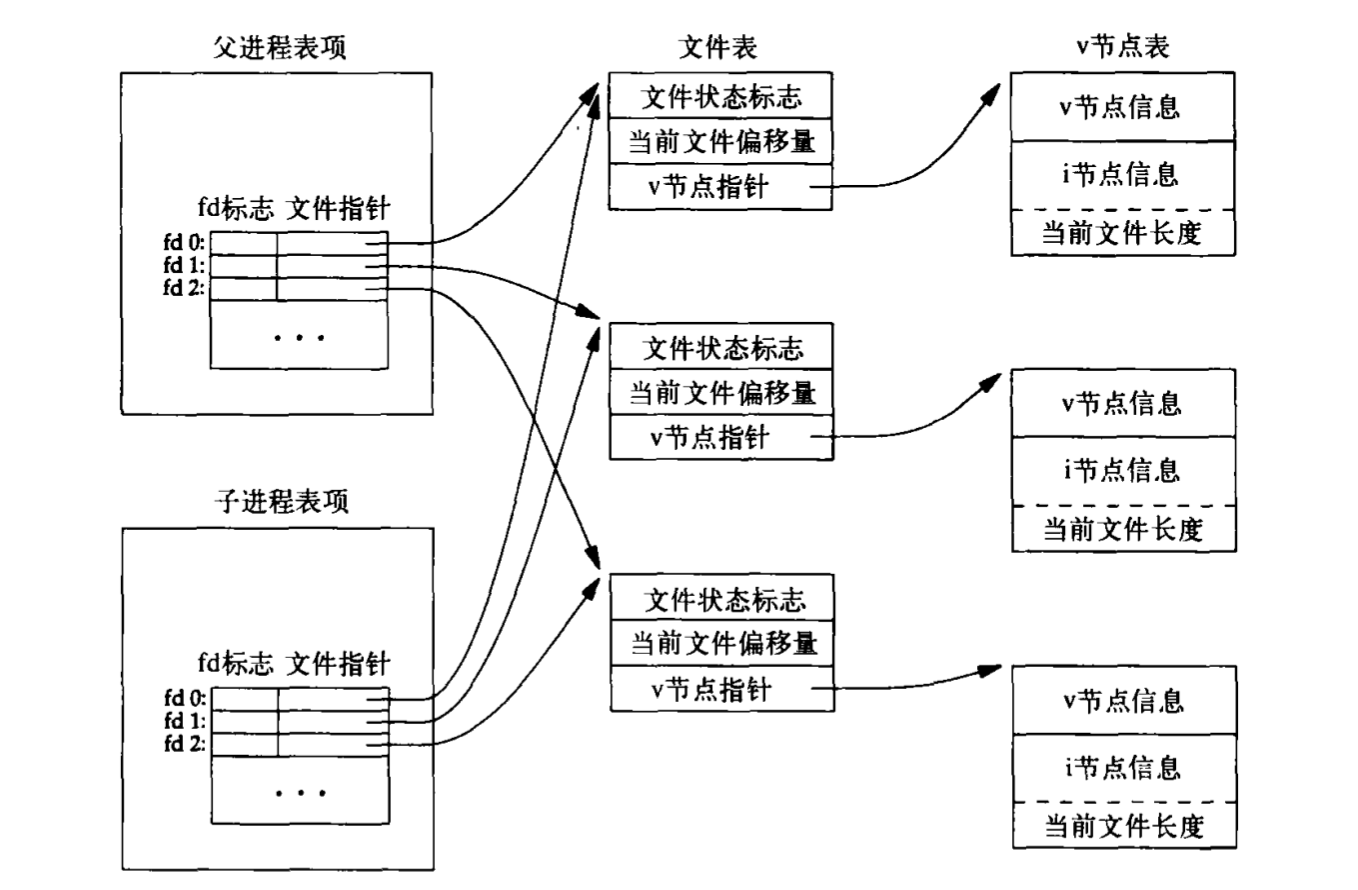 父进程表项
fd标志 文件指针
fd 0:
fd 1:
fd 2:
· · ·
子进程表项
fd标志 文件指针
fd 0:
fd 1:
fd 2:
· · ·
文件表
文件状态标志
当前文件偏移量
v节点指针
文件状态标志
当前文件偏移量
v节点指针
文件状态标志
当前文件偏移量
v节点指针
v节点表
v节点信息
i节点信息
当前文件长度
v节点信息
i节点信息
当前文件长度
v节点信息
i节点信息
当前文件长度